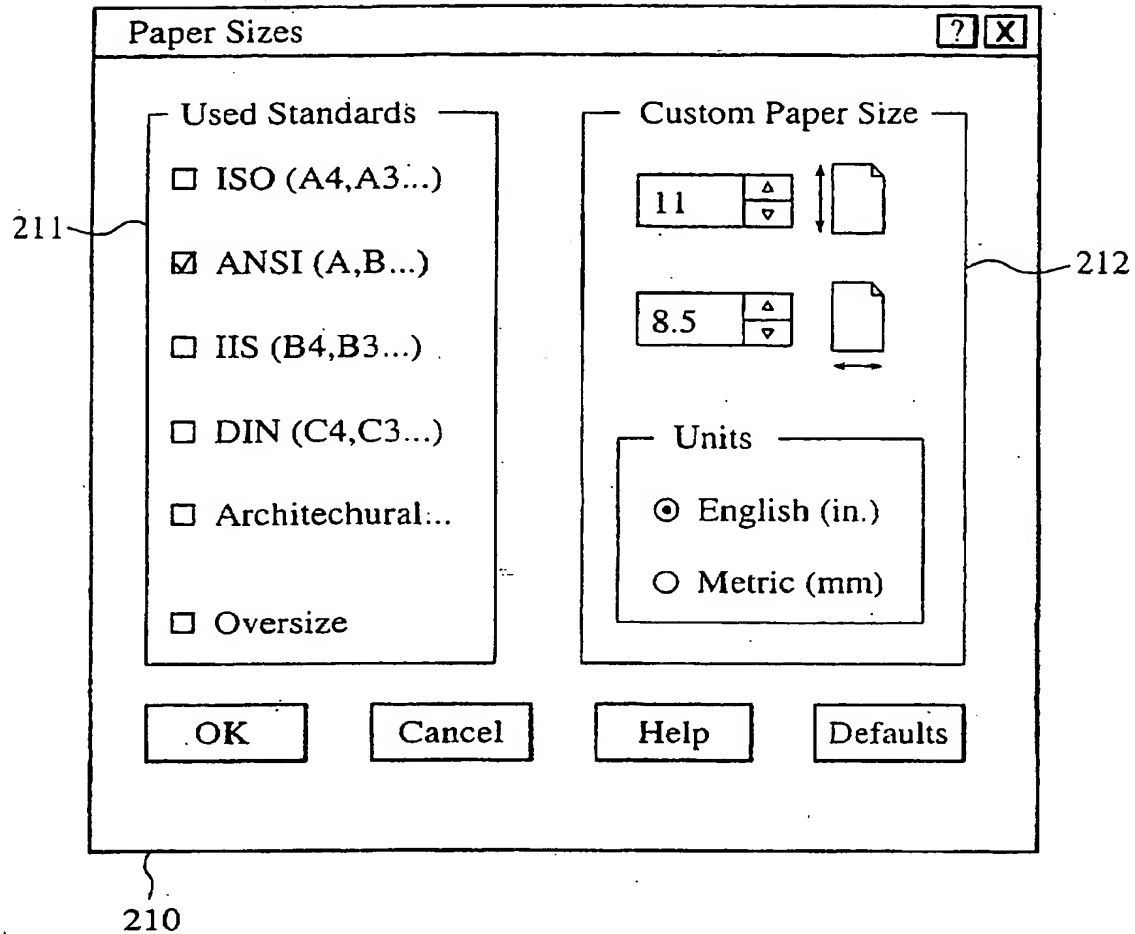 Paper Sizes ? X
Used Standards
ISO (A4,A3...)
ANSI (A,B...)
IIS (B4,B3...)
DIN (C4,C3...)
Architechural...
Oversize
Custom Paper Size
11
8.5
Units
English (in.)
Metric (mm)
OK Cancel Help Defaults
211
212
210